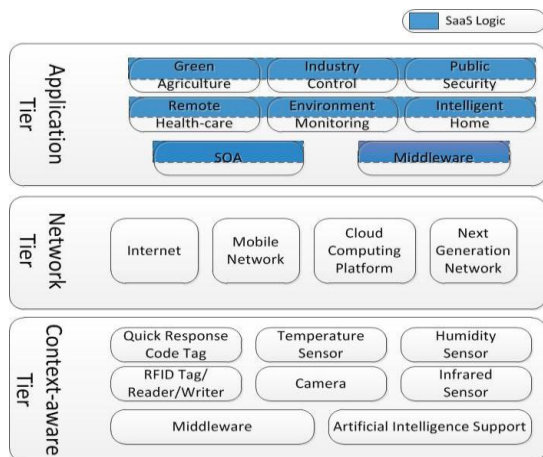 SaaS Logic
Application
Tier
Green
Agriculture
Industry
Control
Public
Security
Remote
Health-care
Environment
Monitoring
Intelligent
Home
SOA
Middleware
Network
Tier
Internet
Mobile
Network
Cloud
Computing
Platform
Next
Generation
Network
Context-aware
Tier
Quick Response
Code Tag
Temperature
Sensor
Humidity
Sensor
RFID Tag/
Reader/Writer
Camera
Infrared
Sensor
Middleware
Artificial Intelligence Support